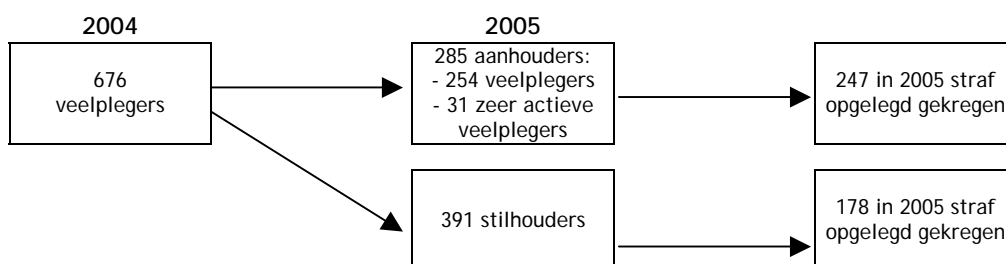 2004
2005
676
veelplegers
285 aanhouders:
- 254 veelplegers
- 31 zeer actieve
veelplegers
247 in 2005 straf
opgelegd gekregen
391 stilhouders
178 in 2005 straf
opgelegd gekregen